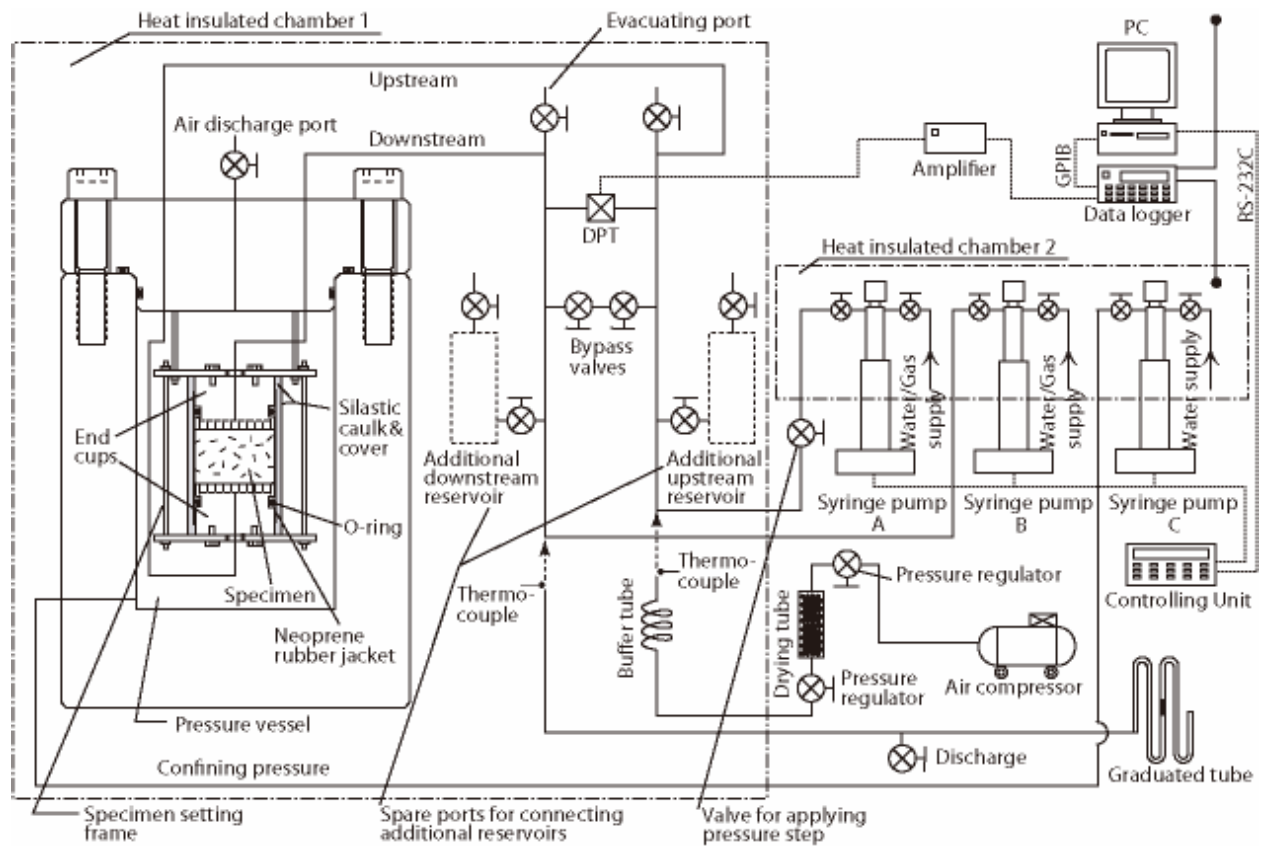 Heat insulated chamber 1
Evacuating port
PC
Upstream
Air discharge port
Downstream
Amplifier
GPIB
RS-232C
Data logger
DPT
Heat insulated chamber 2
Bypass
valves
Water/Gas
supply
Water/Gas
supply
Water supply
Silastic
caulk&
cover
End
cups
Additional
downstream
reservoir
Additional
upstream
reservoir
Syringe pump
A
Syringe pump
B
Syringe pump
C
O-ring
Thermo-
couple
Thermo-
couple
Pressure regulator
Controlling Unit
Specimen
Neoprene
rubber jacket
Buffer tube
Drying tube
Pressure
regulator
Air compressor
Pressure vessel
Discharge
Graduated tube
Confining pressure
Specimen setting
frame
Spare ports for connecting
additional reservoirs
Valve for applying
pressure step